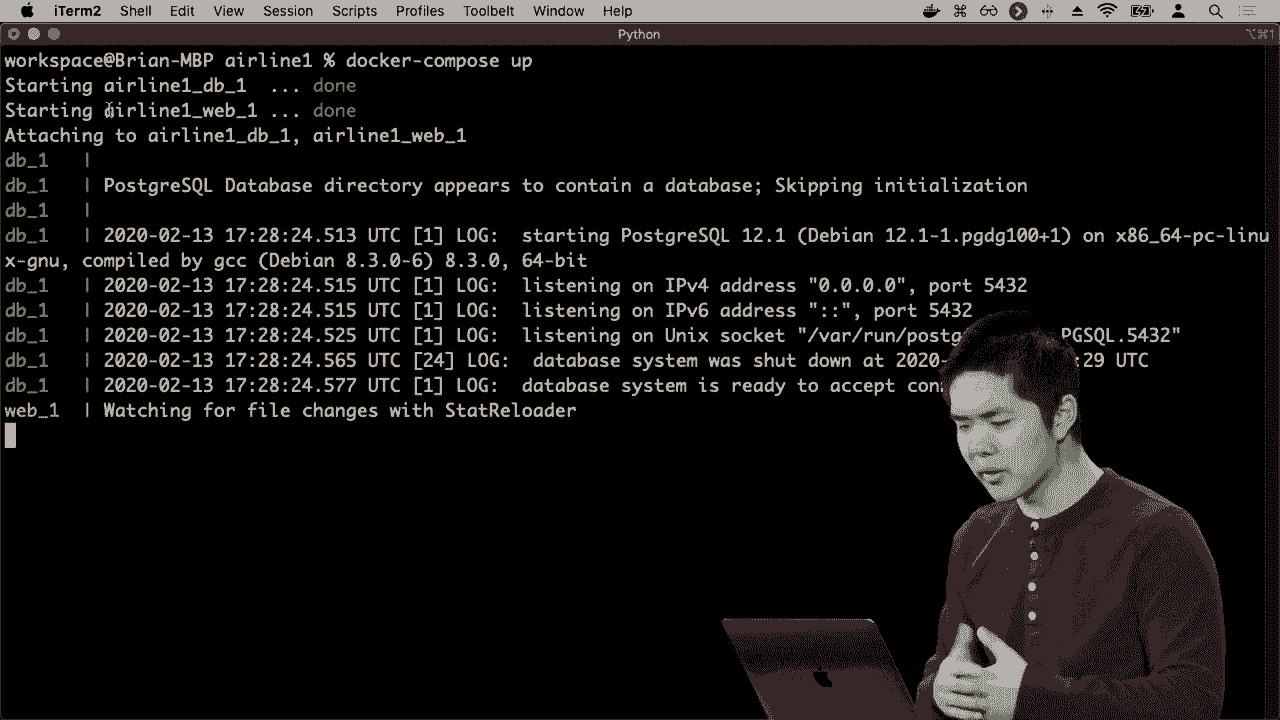 iTerm2 Shell Edit View Session Scripts Profiles Toolbelt Window Help
Python
workspace@Brian-MBP airline1 % docker-compose up
Starting airline1_db_1 ... done
Starting airline1_web_1 ... done
Attaching to airline1_db_1, airline1_web_1
db_1 |
db_1 | PostgreSQL Database directory appears to contain a database; Skipping initialization
db_1 |
db_1 | 2020-02-13 17:28:24.513 UTC [1] LOG: starting PostgreSQL 12.1 (Debian 12.1-1.pgdg100+1) on x86_64-pc-linu
x-gnu, compiled by gcc (Debian 8.3.0-6) 8.3.0, 64-bit
db_1 | 2020-02-13 17:28:24.515 UTC [1] LOG: listening on IPv4 address "0.0.0.0", port 5432
db_1 | 2020-02-13 17:28:24.515 UTC [1] LOG: listening on IPv6 address "::", port 5432
db_1 | 2020-02-13 17:28:24.525 UTC [1] LOG: listening on Unix socket "/var/run/postg PGSQL.5432"
db_1 | 2020-02-13 17:28:24.565 UTC [24] LOG: database system was shut down at 2020- :29 UTC
db_1 | 2020-02-13 17:28:24.577 UTC [1] LOG: database system is ready to accept con
web_1 | Watching for file changes with StatReloader